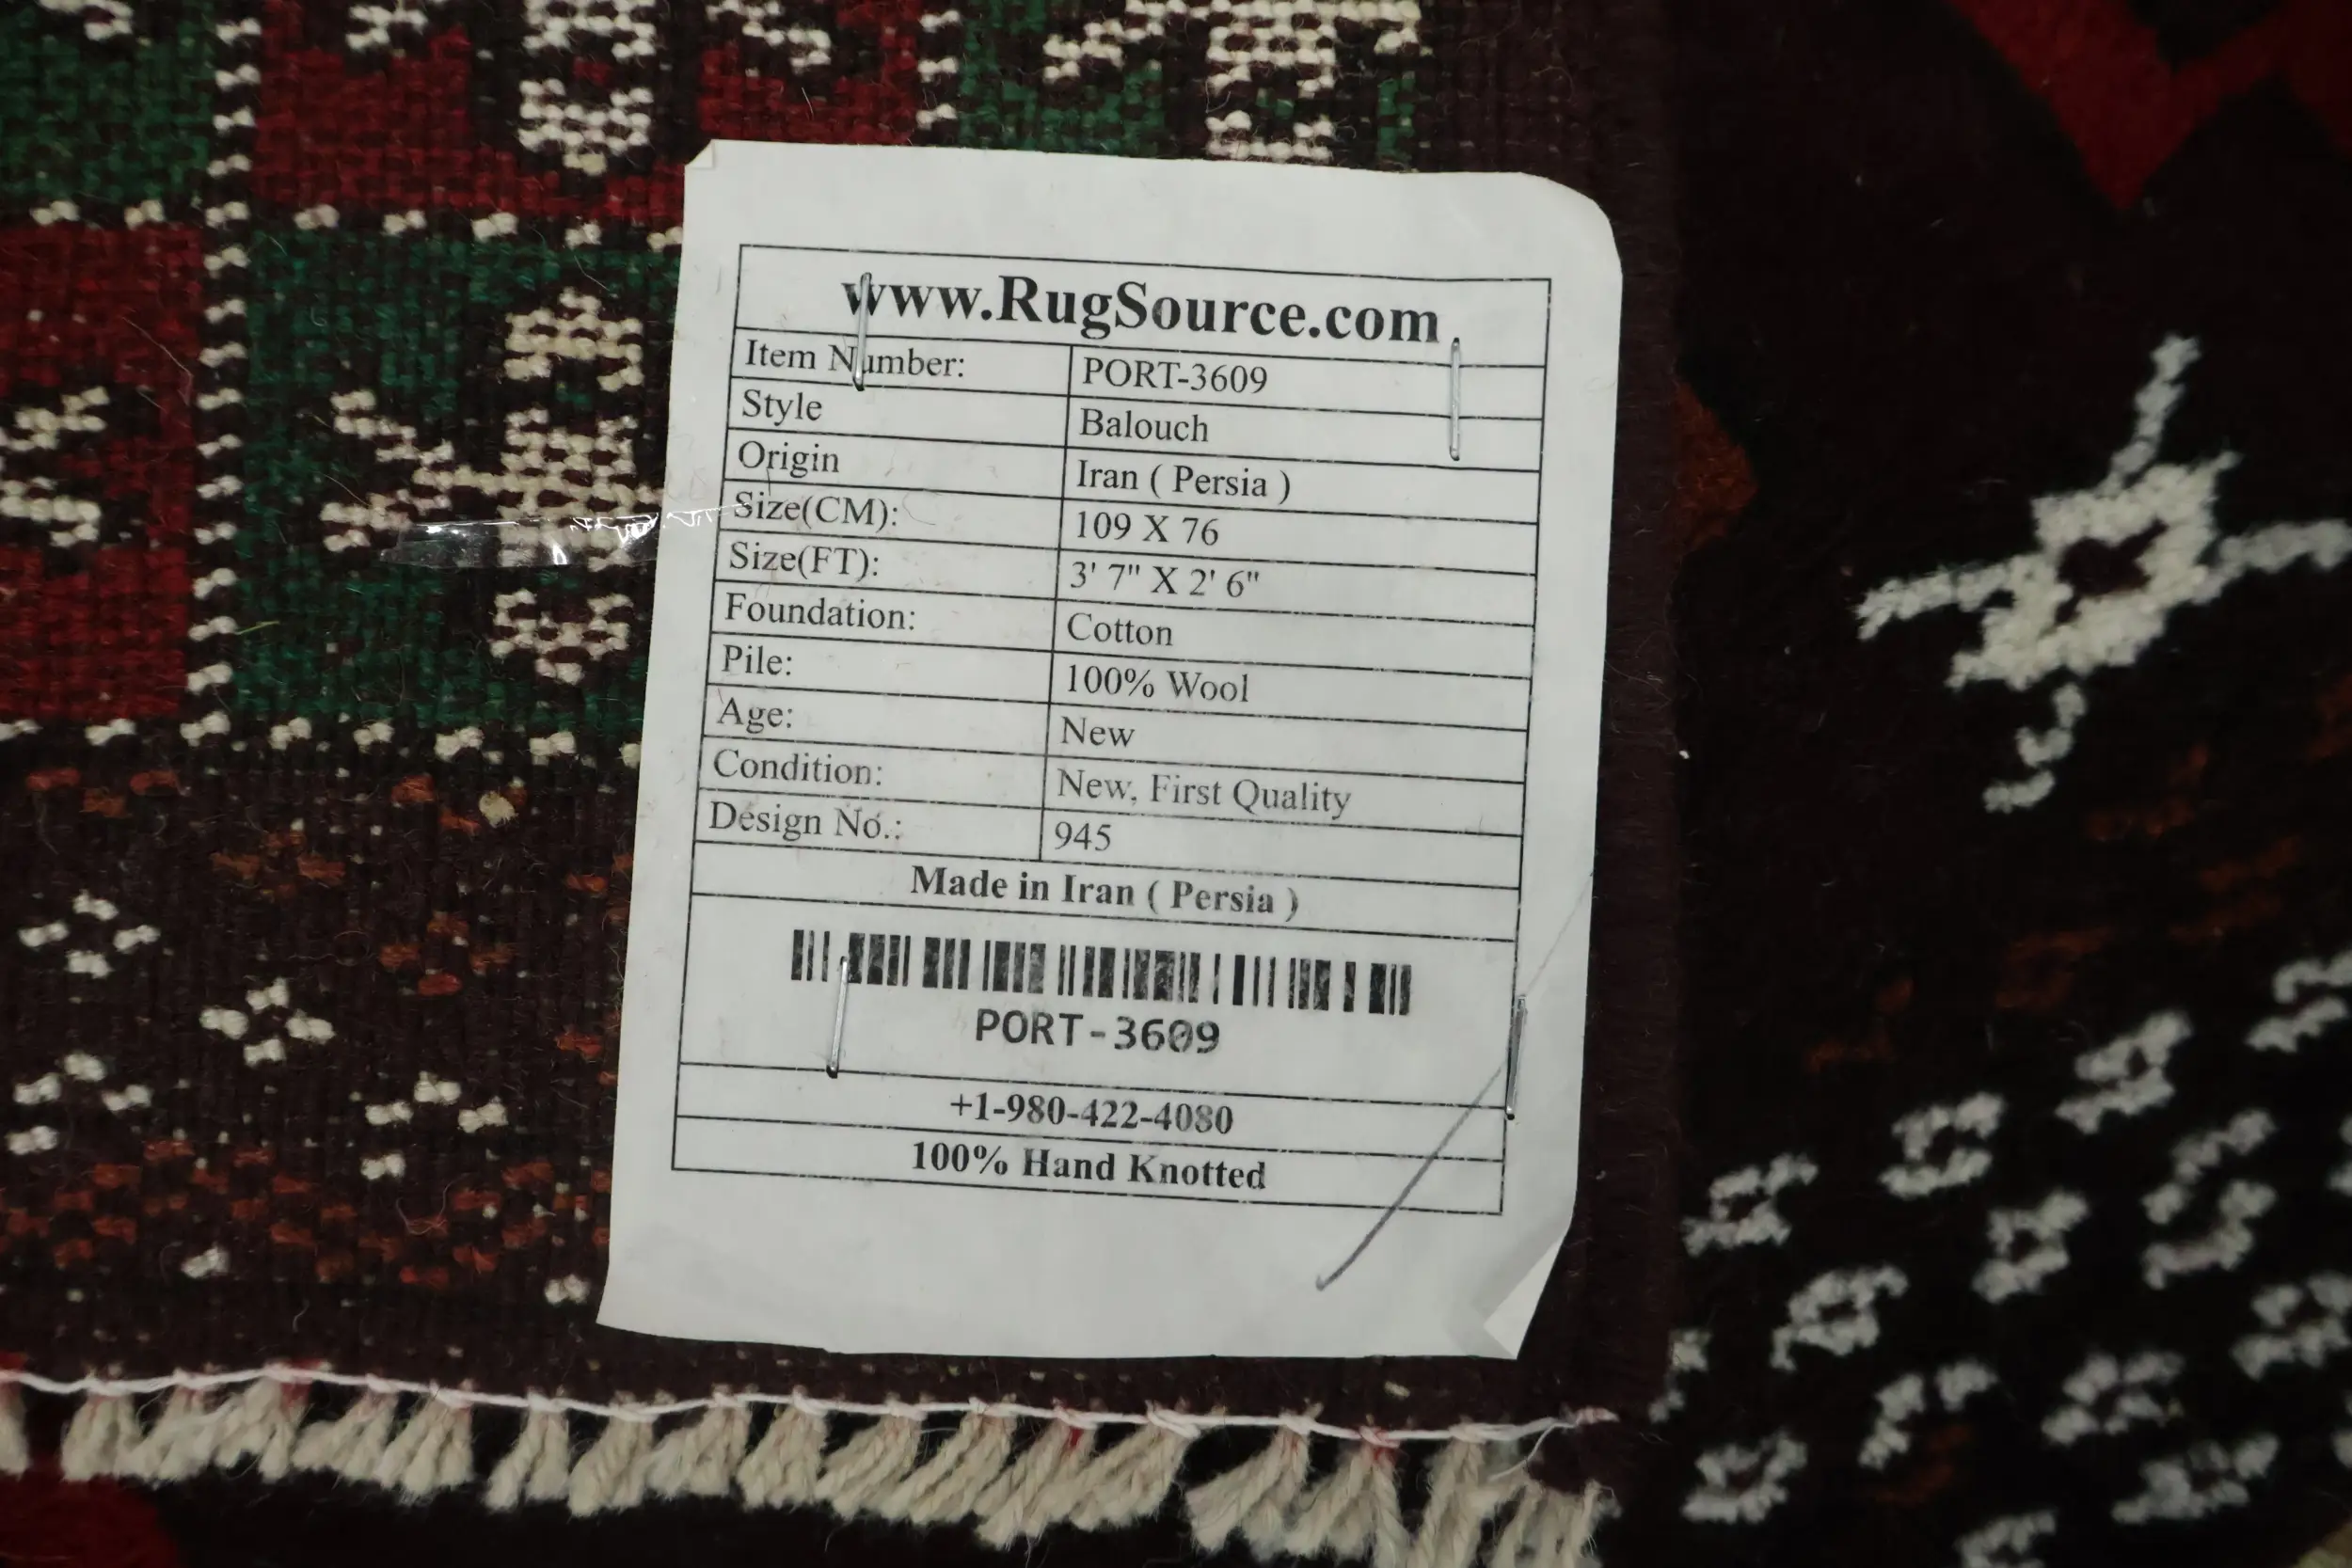 www.RugSource.com
Item Number: PORT-3609
Style Balouch
Origin Iran ( Persia )
Size(CM): 109 X 76
Size(FT): 3' 7" X 2' 6"
Foundation: Cotton
Pile: 100% Wool
Age: New
Condition: New, First Quality
Design No.: 945
Made in Iran ( Persia )
PORT-3609
+1-980-422-4080
100% Hand Knotted